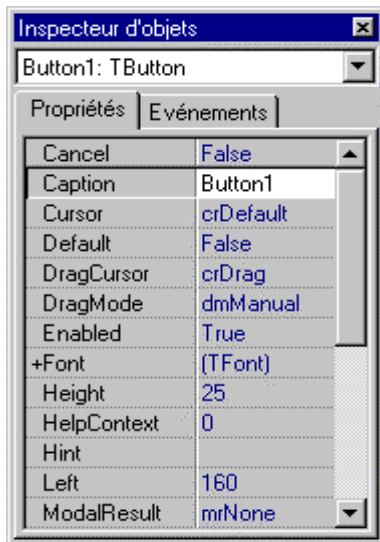 Inspecteur d'objets
Button1: TButton
Propriétés Evénements
Cancel False
Caption Button1
Cursor crDefault
Default False
DragCursor crDrag
DragMode dmManual
Enabled True
+Font (TFont)
Height 25
HelpContext 0
Hint
Left 160
ModalResult mrNone